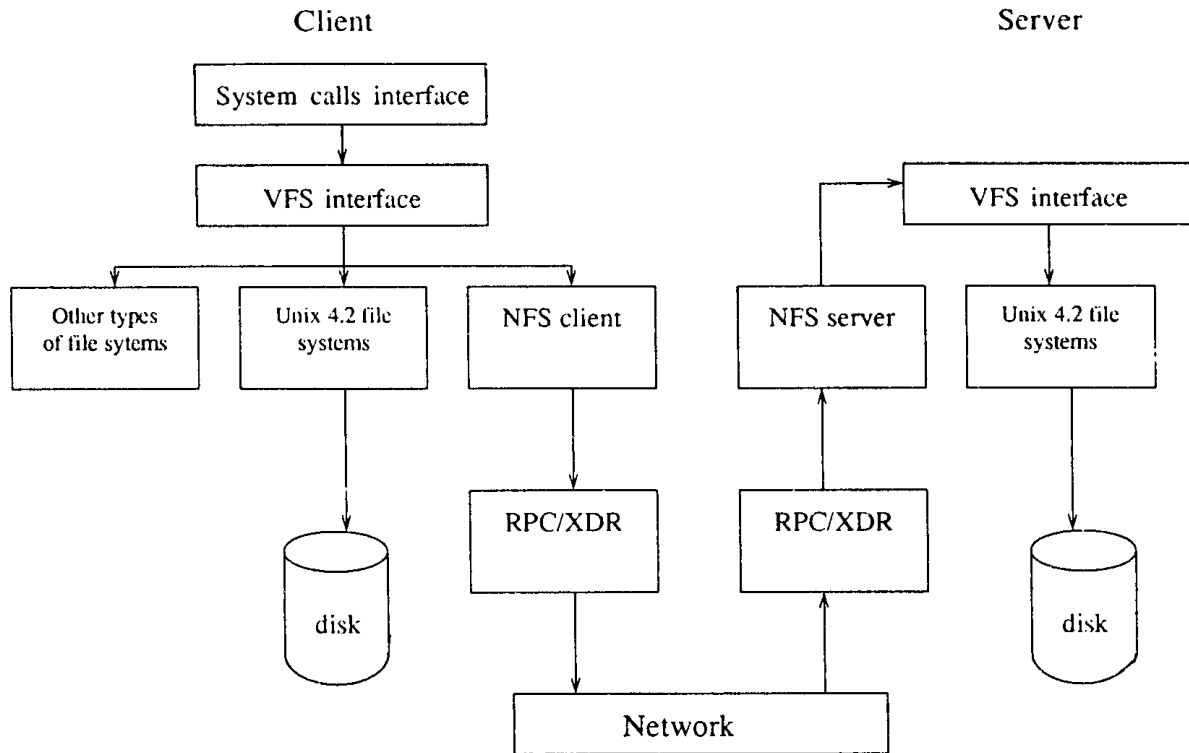 Client
Server
System calls interface
VFS interface
VFS interface
Other types
of file sytems
Unix 4.2 file
systems
NFS client
NFS server
Unix 4.2 file
systems
RPC/XDR
RPC/XDR
disk
disk
Network